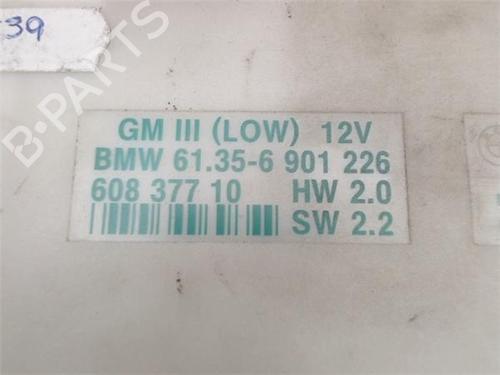 39
B-PARTS
GM III (LOW) 12V
BMW 61.35-6 901 226
608 377 10 HW 2.0
SW 2.2